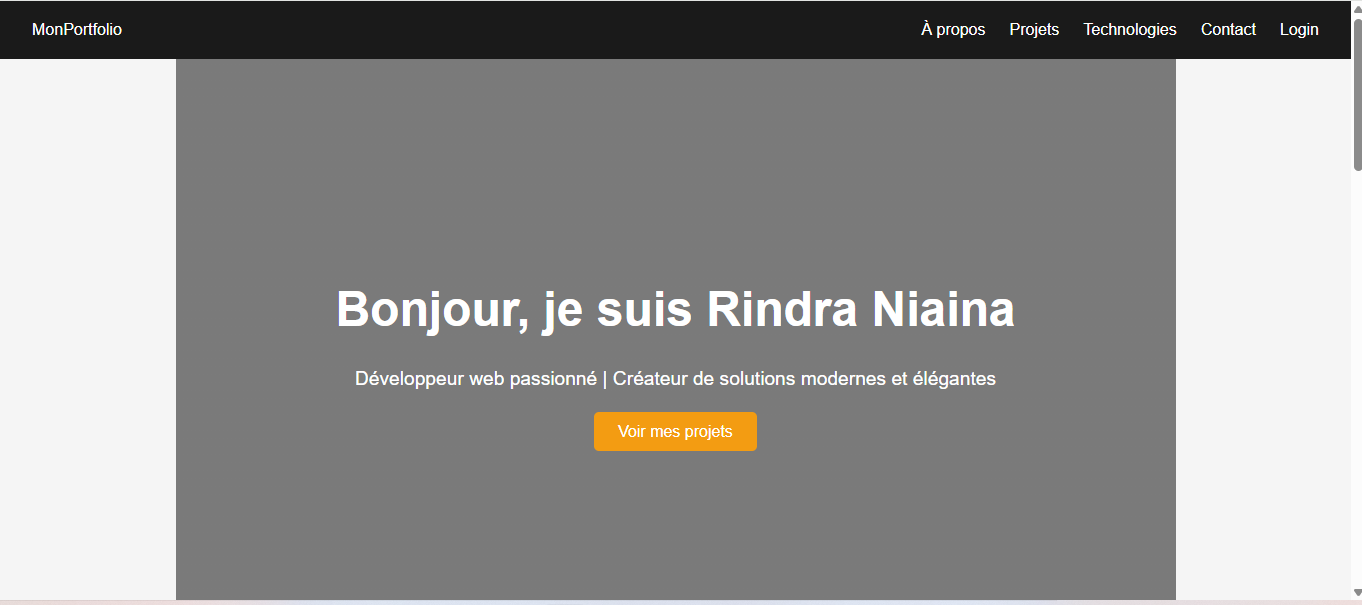 MonPortfolio
À propos Projets Technologies Contact Login
Bonjour, je suis Rindra Niaina
Développeur web passionné | Créateur de solutions modernes et élégantes
Voir mes projets